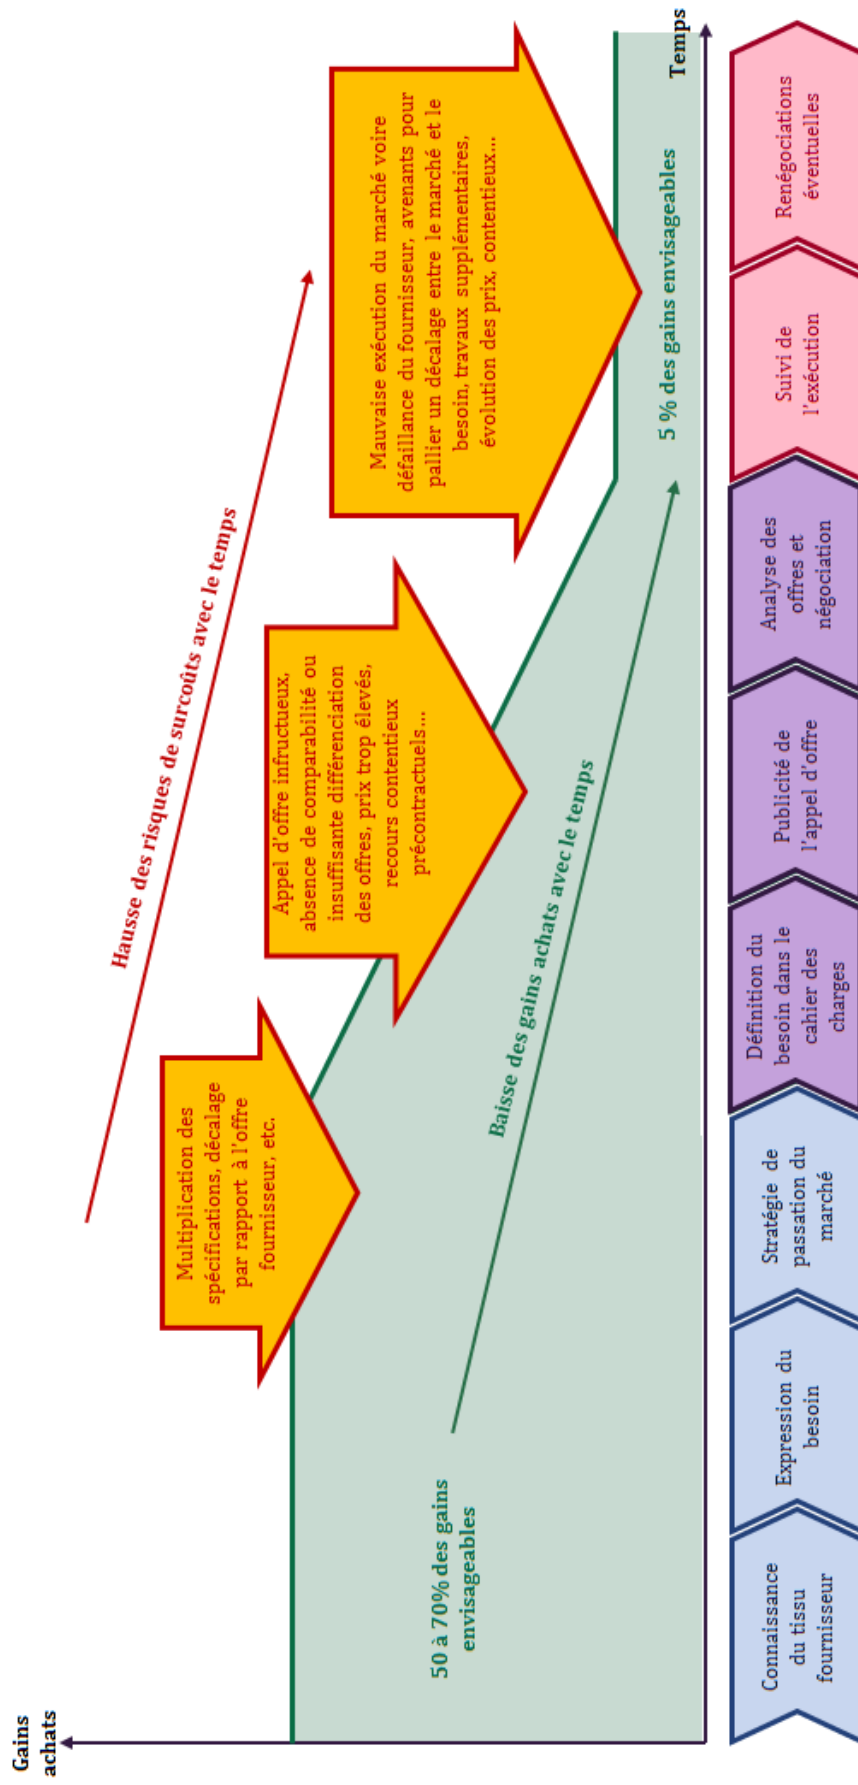 Gains
achats
Hausse des risques de surcoûts avec le temps
Multiplication des
spécifications, décalage
par rapport à l'offre
fournisseur, etc.
Appel d'offre infructueux,
absence de comparabilité ou
insuffisante différenciation
des offres, prix trop élevés,
recours contentieux
précontractuels...
Mauvaise exécution du marché voire
défaillance du fournisseur, avenants pour
pallier un décalage entre le marché et le
besoin, travaux supplémentaires,
évolution des prix, contentieux...
50 à 70% des gains
envisageables
Baisse des gains achats avec le temps
5 % des gains envisageables
Temps
Connaissance
du tissu
fournisseur
Expression du
besoin
Stratégie de
passation du
marché
Définition du
besoin dans le
cahier des
charges
Publicité de
l'appel d'offre
Analyse des
offres et
négociation
Suivi de
l'exécution
Renégociations
éventuelles